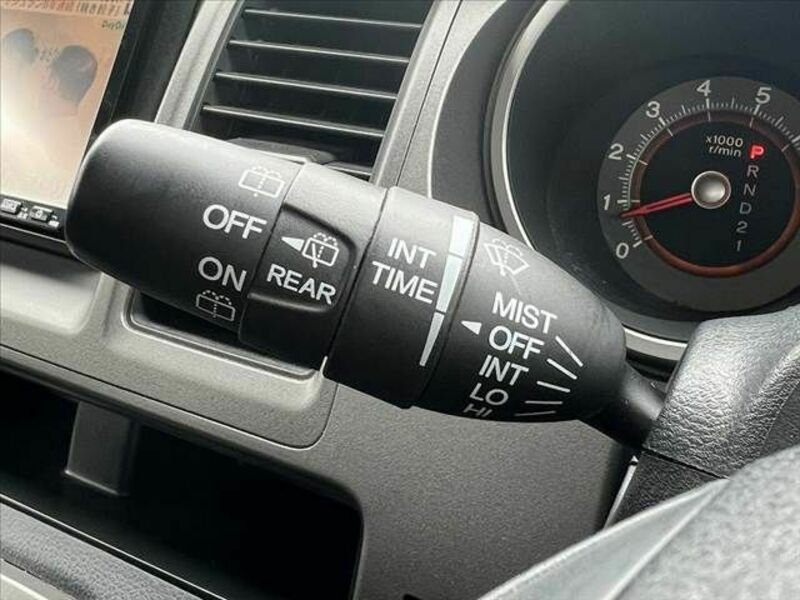 OFF
ON
REAR
INT
TIME
MIST
OFF
INT
LO
HI
0
1
2
3
4
5
x1000
r/min
P
R
N
D
2
1